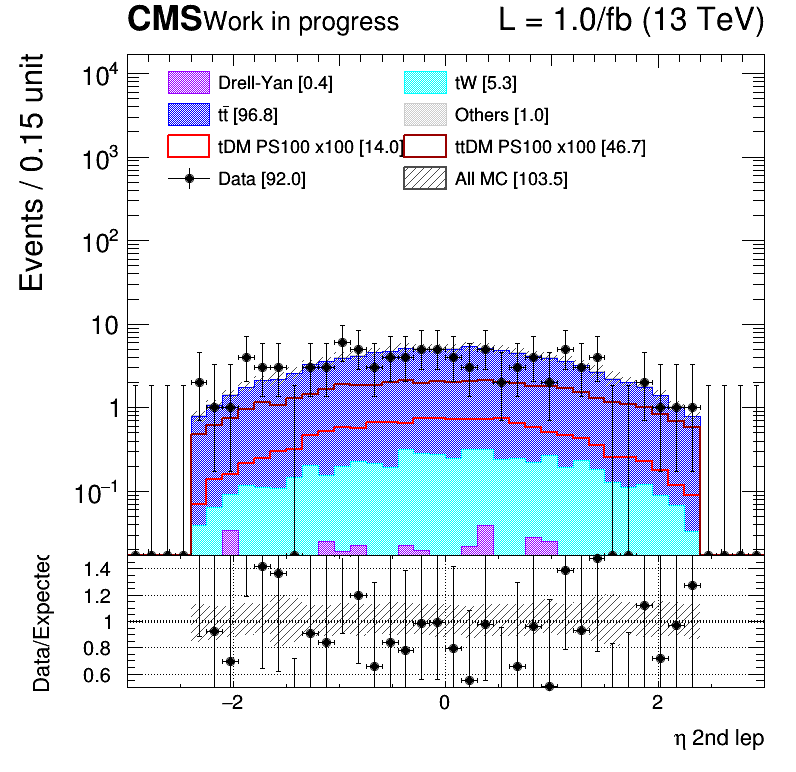 CMS Work in progress L = 1.0/fb (13 TeV)
Events / 0.15 unit
Drell-Yan [0.4] tW [5.3]
tt̄ [96.8] Others [1.0]
tDM PS100 x100 [14.0] ttDM PS100 x100 [46.7]
Data [92.0] All MC [103.5]
10⁴
10³
10²
10
1
10⁻¹
Data/Expected
1.4
1.2
1
0.8
0.6
−2 0 2
η 2nd lep